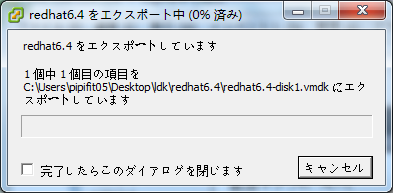 redhat6.4 をエクスポート中 (0% 済み)
redhat6.4 をエクスポートしています
1 個中 1 個目の項目を
C:\Users\pipifit05\Desktop\ldk\redhat6.4\redhat6.4-disk1.vmdk にエ
クスポートしています
完了したらこのダイアログを閉じます
キャンセル